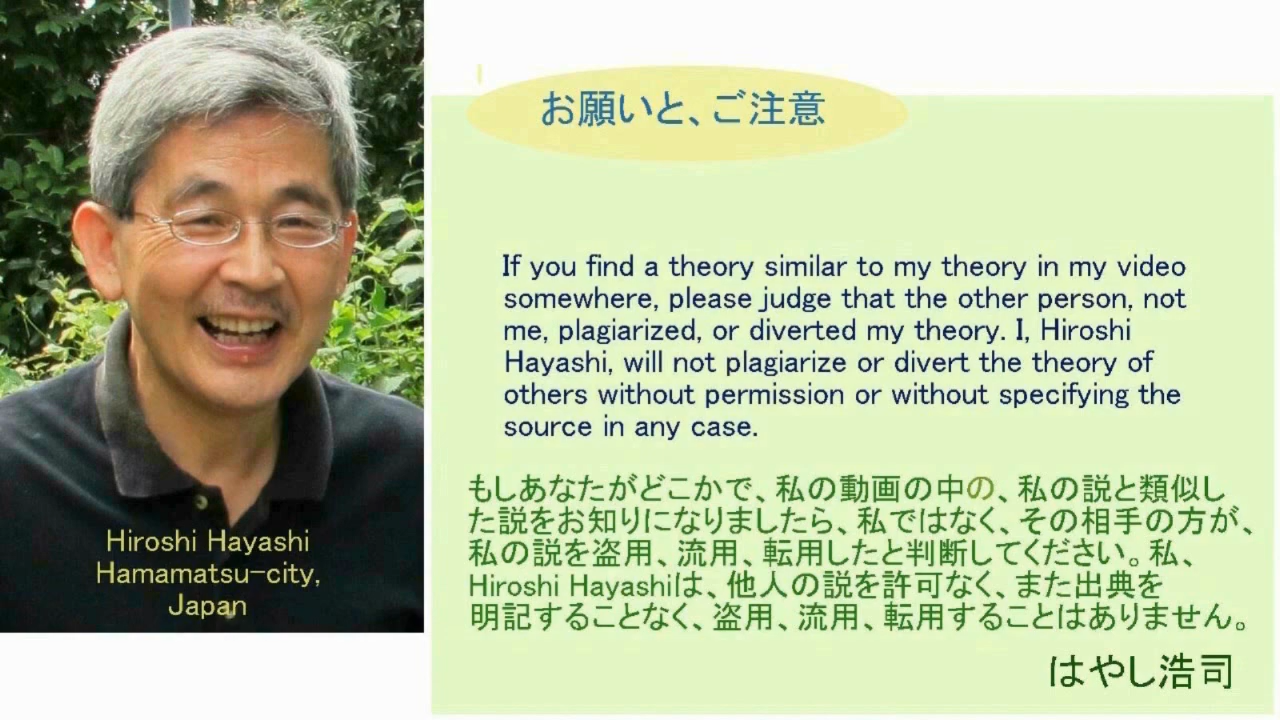 お願いと、ご注意
If you find a theory similar to my theory in my video
somewhere, please judge that the other person, not
me, plagiarized, or diverted my theory. I, Hiroshi
Hayashi, will not plagiarize or divert the theory of
others without permission or without specifying the
source in any case.
もしあなたがどこかで、私の動画の中の、私の説と類似し
た説をお知りになりましたら、私ではなく、その相手の方が、
私の説を盗用、流用、転用したと判断してください。私、
Hiroshi Hayashiは、他人の説を許可なく、また出典を
明記することなく、盗用、流用、転用することはありません。
はやし浩司
Hiroshi Hayashi
Hamamatsu-city,
Japan